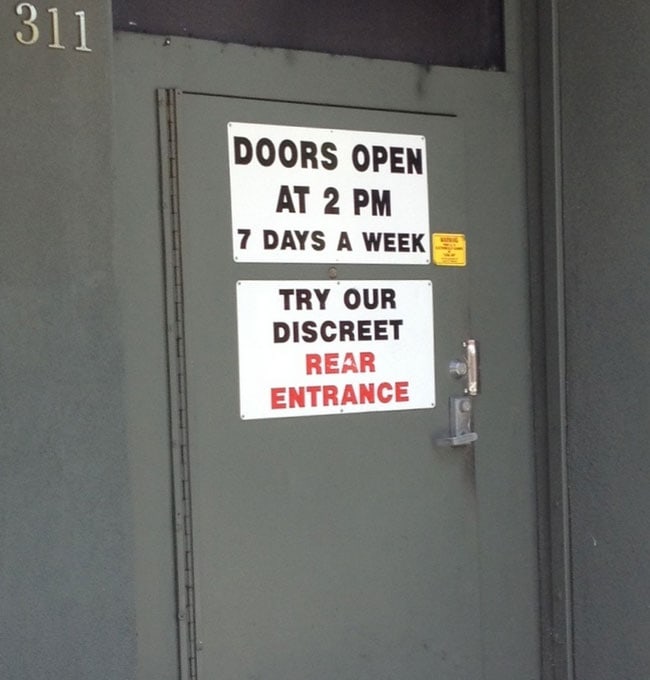 311
DOORS OPEN
AT 2 PM
7 DAYS A WEEK
TRY OUR
DISCREET
REAR
ENTRANCE